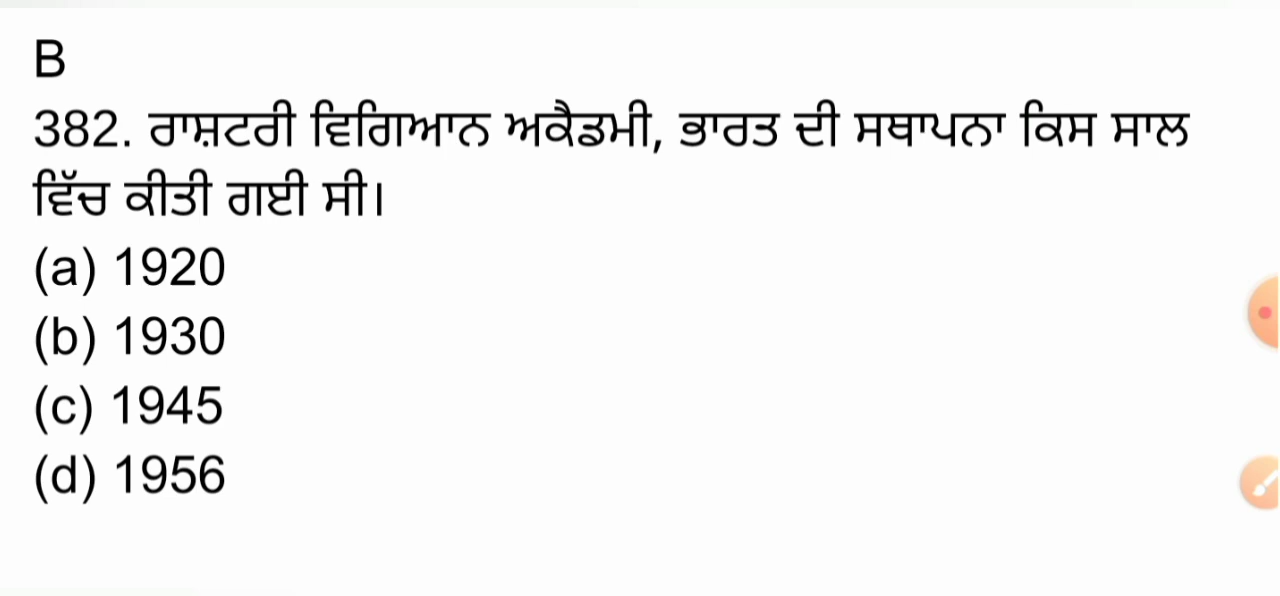 B
382. ਰਾਸ਼ਟਰੀ ਵਿਗਿਆਨ ਅਕੈਡਮੀ, ਭਾਰਤ ਦੀ ਸਥਾਪਨਾ ਕਿਸ ਸਾਲ
ਵਿੱਚ ਕੀਤੀ ਗਈ ਸੀ।
(a) 1920
(b) 1930
(c) 1945
(d) 1956